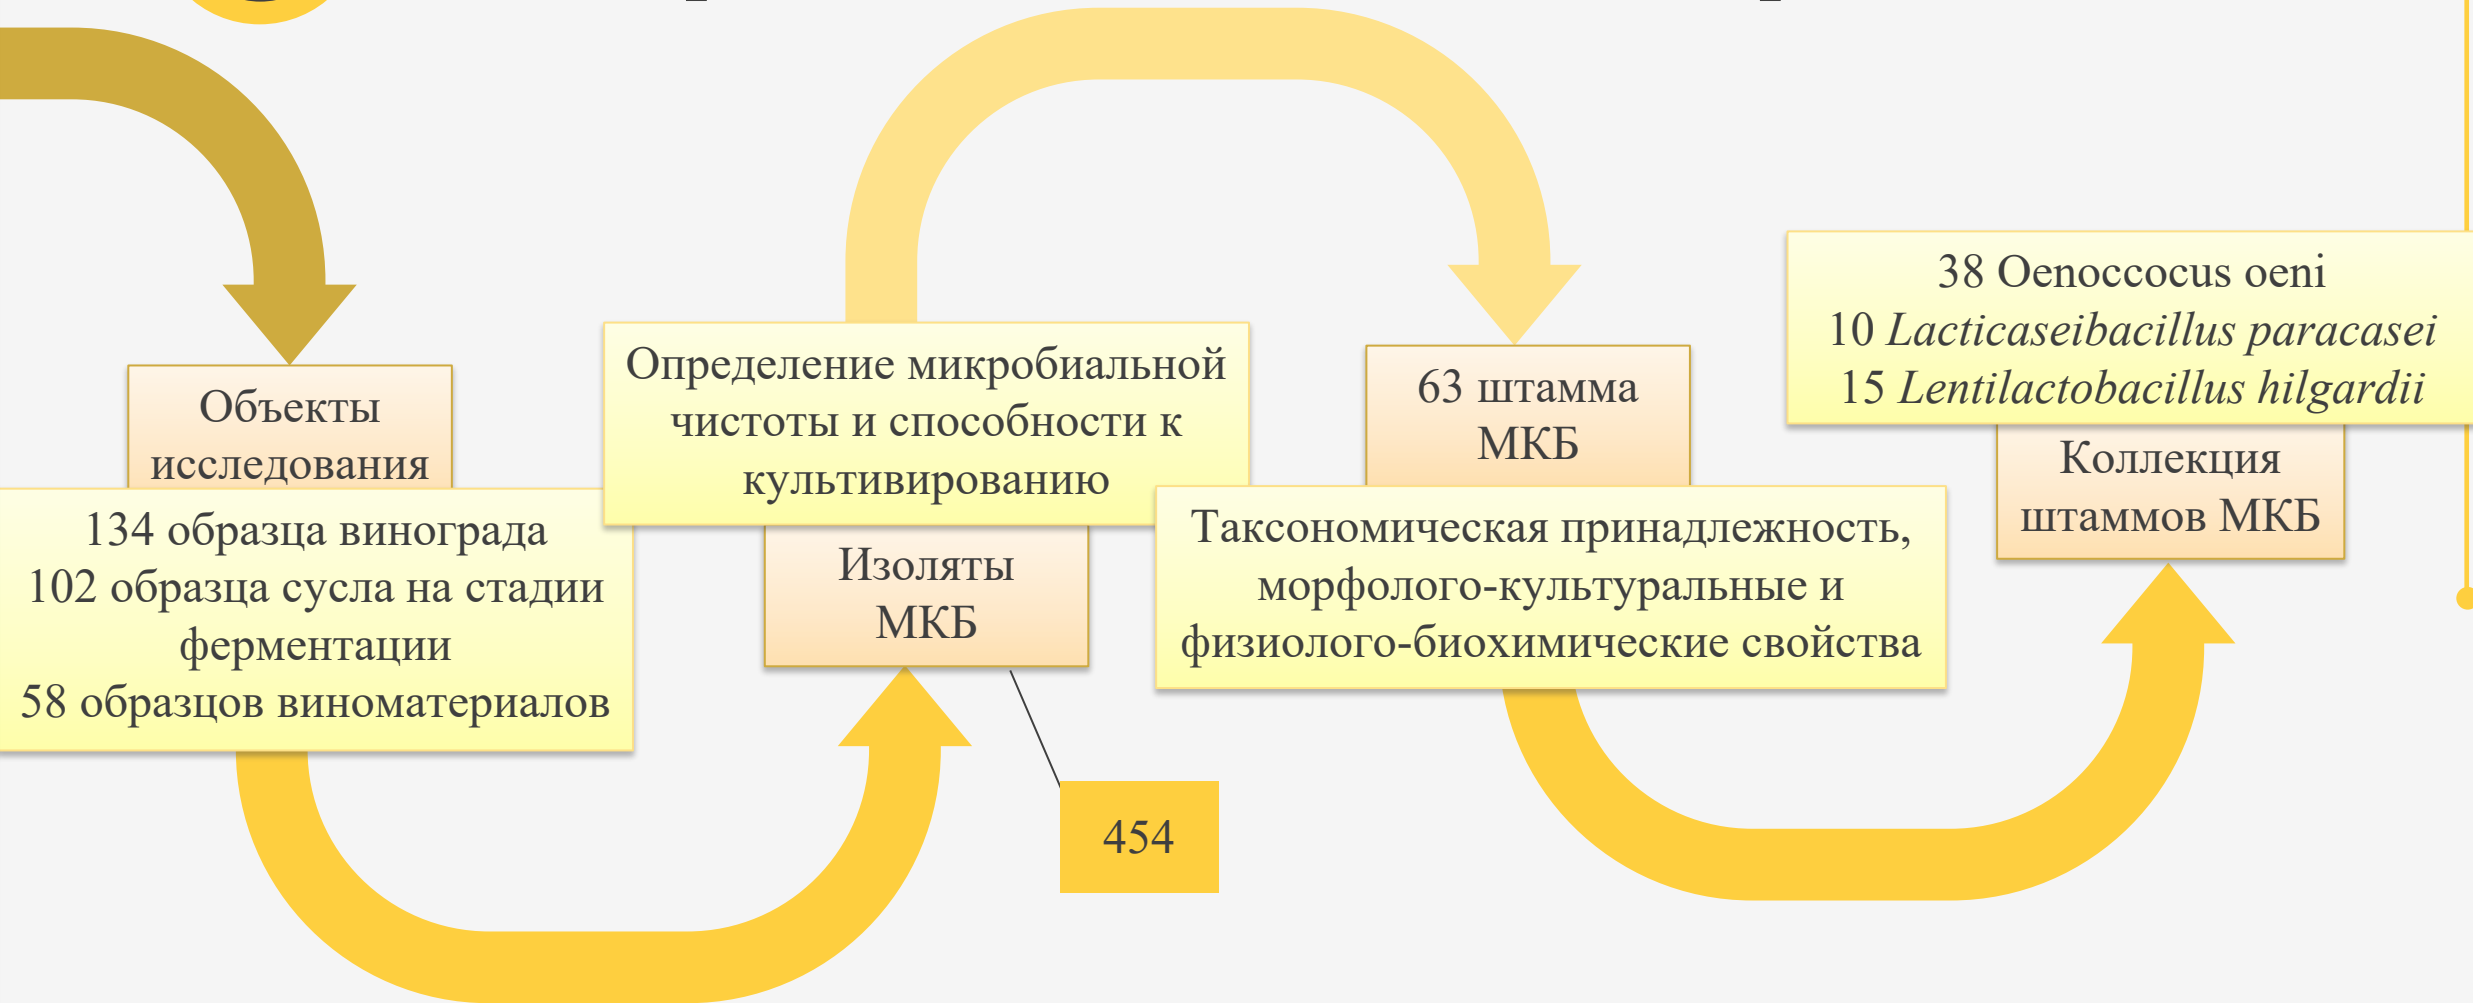 Объекты
исследования
134 образца винограда
102 образца сусла на стадии
ферментации
58 образцов виноматериалов
Определение микробиальной
чистоты и способности к
культивированию
Изоляты
МКБ
454
63 штамма
МКБ
Таксономическая принадлежность,
морфолого-культуральные и
физиолого-биохимические свойства
38 Oenoccocus oeni
10 Lacticaseibacillus paracasei
15 Lentilactobacillus hilgardii
Коллекция
штаммов МКБ